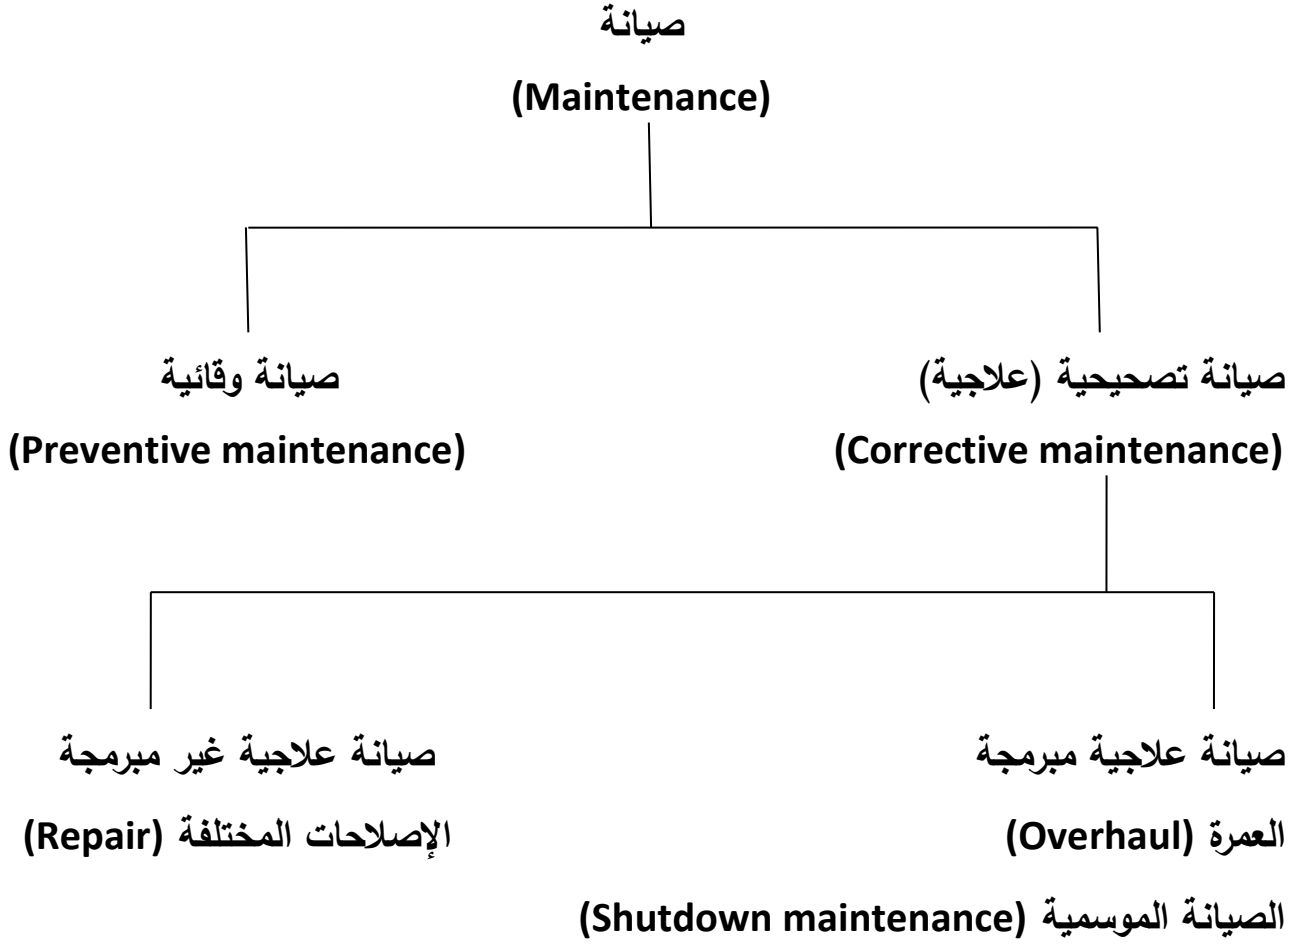 صيانة
(Maintenance)
صيانة تصحيحية (علاجية)
(Corrective maintenance)
صيانة وقائية
(Preventive maintenance)
صيانة علاجية مبرمجة
العمرة (Overhaul)
الصيانة الموسمية (Shutdown maintenance)
صيانة علاجية غير مبرمجة
الإصلاحات المختلفة (Repair)